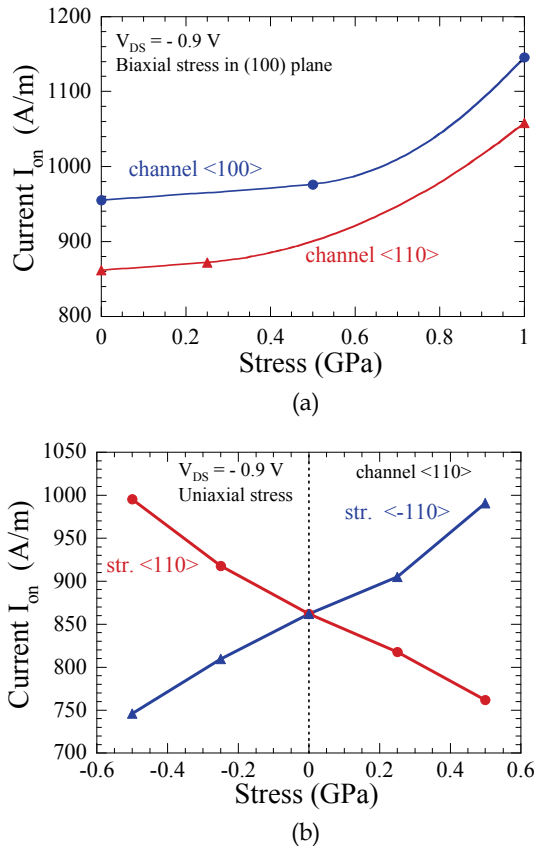 1200
1100
1000
900
800
Current I_on (A/m)
V_DS = - 0.9 V
Biaxial stress in (100) plane
channel <100>
channel <110>
0 0.2 0.4 0.6 0.8 1
Stress (GPa)
(a)
1050
1000
950
900
850
800
750
700
Current I_on (A/m)
V_DS = - 0.9 V
Uniaxial stress
channel <110>
str. <-110>
str. <110>
-0.6 -0.4 -0.2 0 0.2 0.4 0.6
Stress (GPa)
(b)